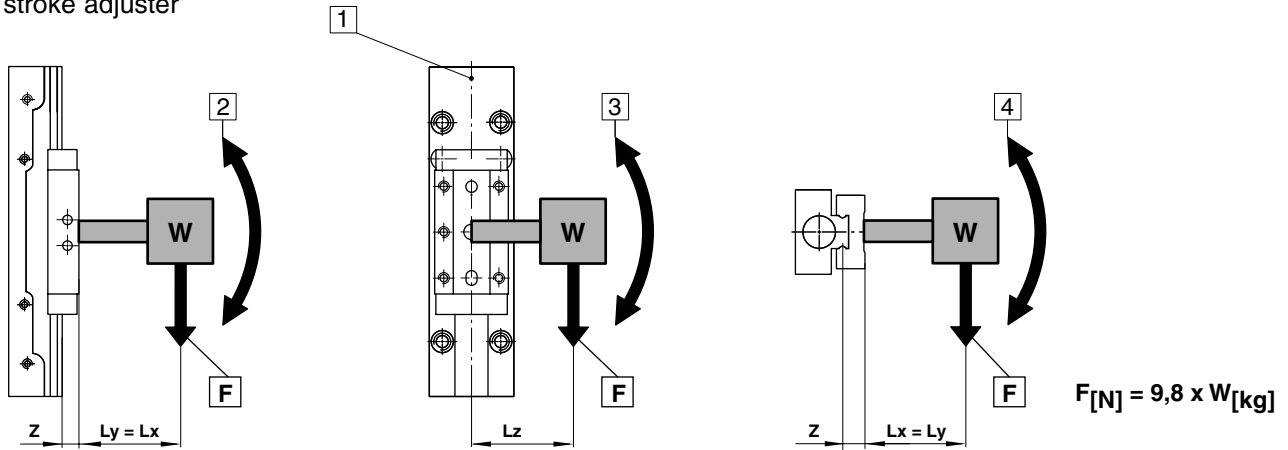 stroke adjuster
1
2
3
4
W
W
W
F
F
F
F[N] = 9,8 x W[kg]
Z
Ly = Lx
Lz
Z
Lx = Ly